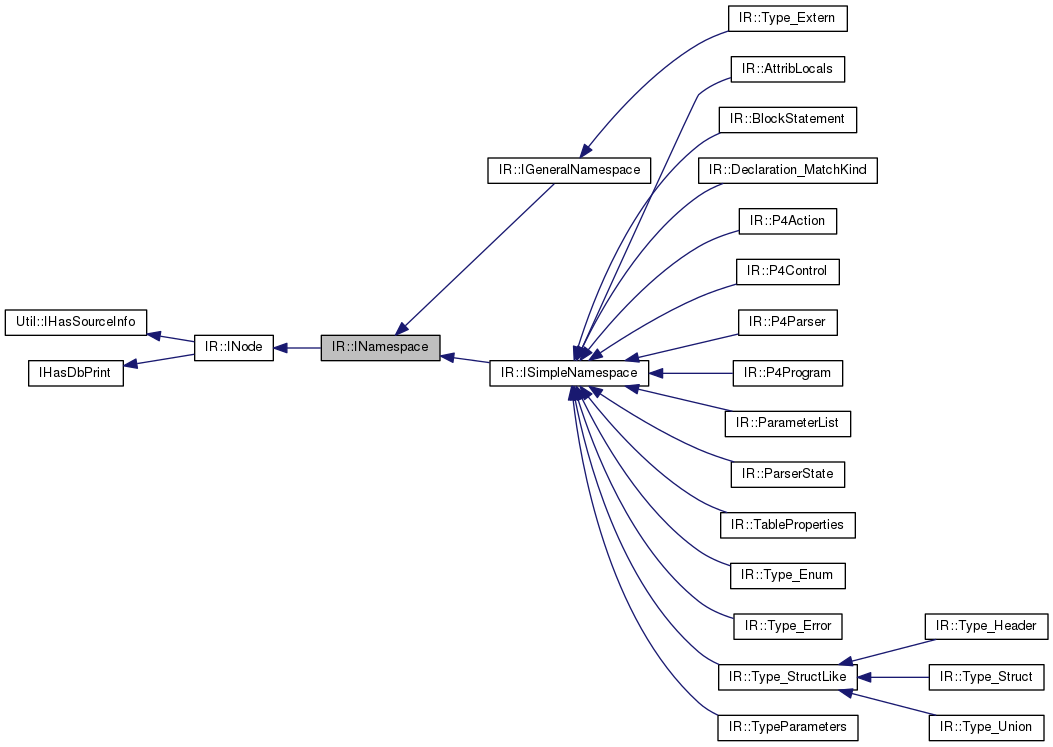 IR::Type_Extern
IR::AttribLocals
IR::BlockStatement
IR::IGeneralNamespace
IR::Declaration_MatchKind
IR::P4Action
IR::P4Control
Util::IHasSourceInfo
IR::P4Parser
IR::INode
IR::INamespace
IHasDbPrint
IR::ISimpleNamespace
IR::P4Program
IR::ParameterList
IR::ParserState
IR::TableProperties
IR::Type_Enum
IR::Type_Error
IR::Type_Header
IR::Type_StructLike
IR::Type_Struct
IR::TypeParameters
IR::Type_Union